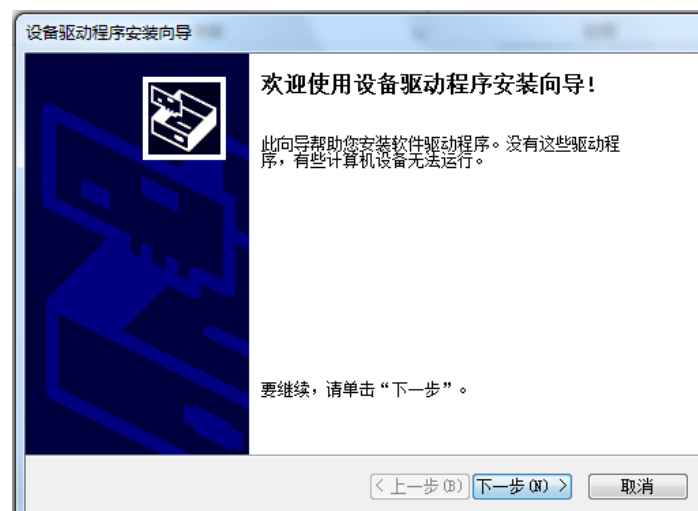 设备驱动程序安装向导
欢迎使用设备驱动程序安装向导!
此向导帮助您安装软件驱动程序。没有这些驱动程
序，有些计算机设备无法运行。
要继续，请单击“下一步”。
< 上一步(B) 下一步(N) > 取消